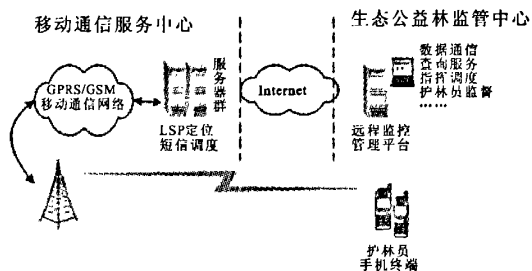 移动通信服务中心
生态公益林监管中心
GPRS/GSM
移动通信网络
服务器群
LSP定位
短信调度
Internet
数据通信
查询服务
指挥调度
护林员监督
……
远程监控
管理平台
护林员
手机终端